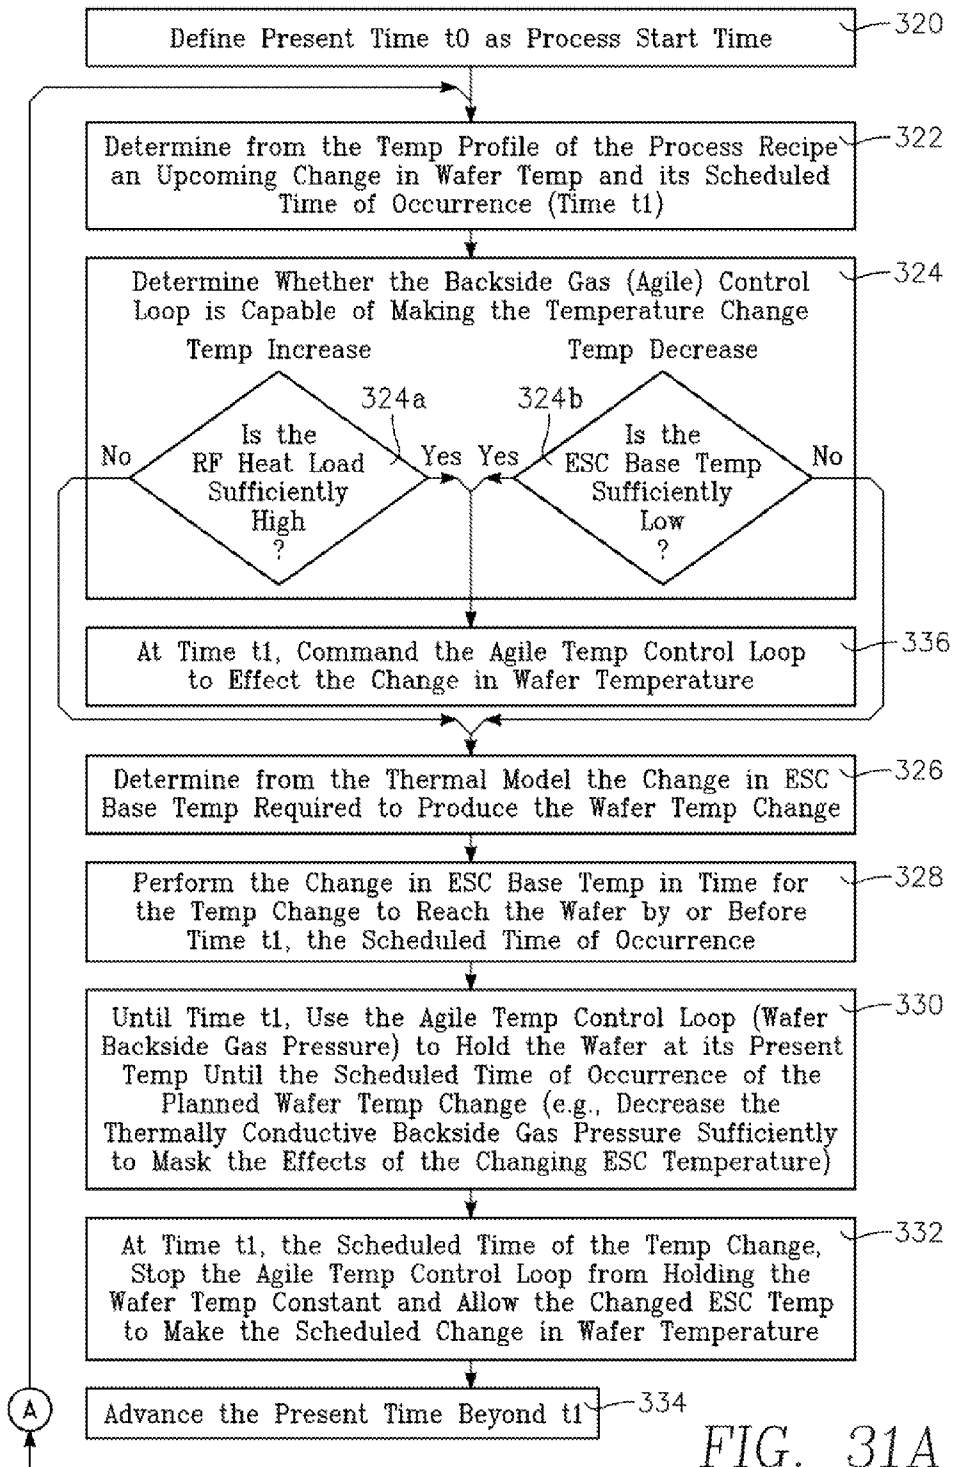 Define Present Time t0 as Process Start Time
320
Determine from the Temp Profile of the Process Recipe
an Upcoming Change in Wafer Temp and its Scheduled
Time of Occurrence (Time t1)
322
Determine Whether the Backside Gas (Agile) Control
Loop is Capable of Making the Temperature Change
324
Temp Increase
Temp Decrease
324a
324b
No
Is the
RF Heat Load
Sufficiently
High
?
Yes
Yes
Is the
ESC Base Temp
Sufficiently
Low
?
No
At Time t1, Command the Agile Temp Control Loop
to Effect the Change in Wafer Temperature
336
Determine from the Thermal Model the Change in ESC
Base Temp Required to Produce the Wafer Temp Change
326
Perform the Change in ESC Base Temp in Time for
the Temp Change to Reach the Wafer by or Before
Time t1, the Scheduled Time of Occurrence
328
Until Time t1, Use the Agile Temp Control Loop (Wafer
Backside Gas Pressure) to Hold the Wafer at its Present
Temp Until the Scheduled Time of Occurrence of the
Planned Wafer Temp Change (e.g., Decrease the
Thermally Conductive Backside Gas Pressure Sufficiently
to Mask the Effects of the Changing ESC Temperature)
330
At Time t1, the Scheduled Time of the Temp Change,
Stop the Agile Temp Control Loop from Holding the
Wafer Temp Constant and Allow the Changed ESC Temp
to Make the Scheduled Change in Wafer Temperature
332
A
Advance the Present Time Beyond t1
334
FIG. 31A